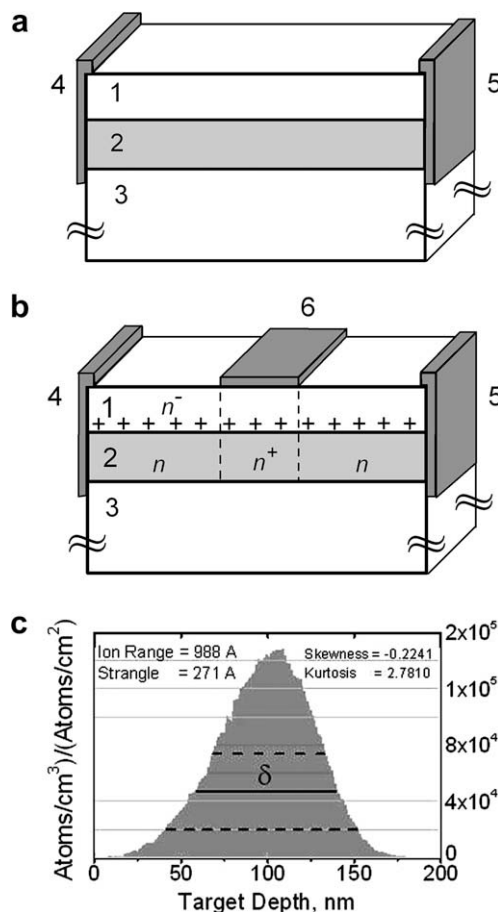 a
4
5
1
2
3
b
6
4
5
1 n⁻
+ + + + + + + + + +
2 n n⁺ n
3
c
Atoms/cm³)/(Atoms/cm²)
Ion Range = 988 A
Strangle = 271 A
Skewness = -0.2241
Kurtosis = 2.7810
δ
2x10⁵
1x10⁵
8x10⁴
4x10⁴
0
0 50 100 150 200
Target Depth, nm